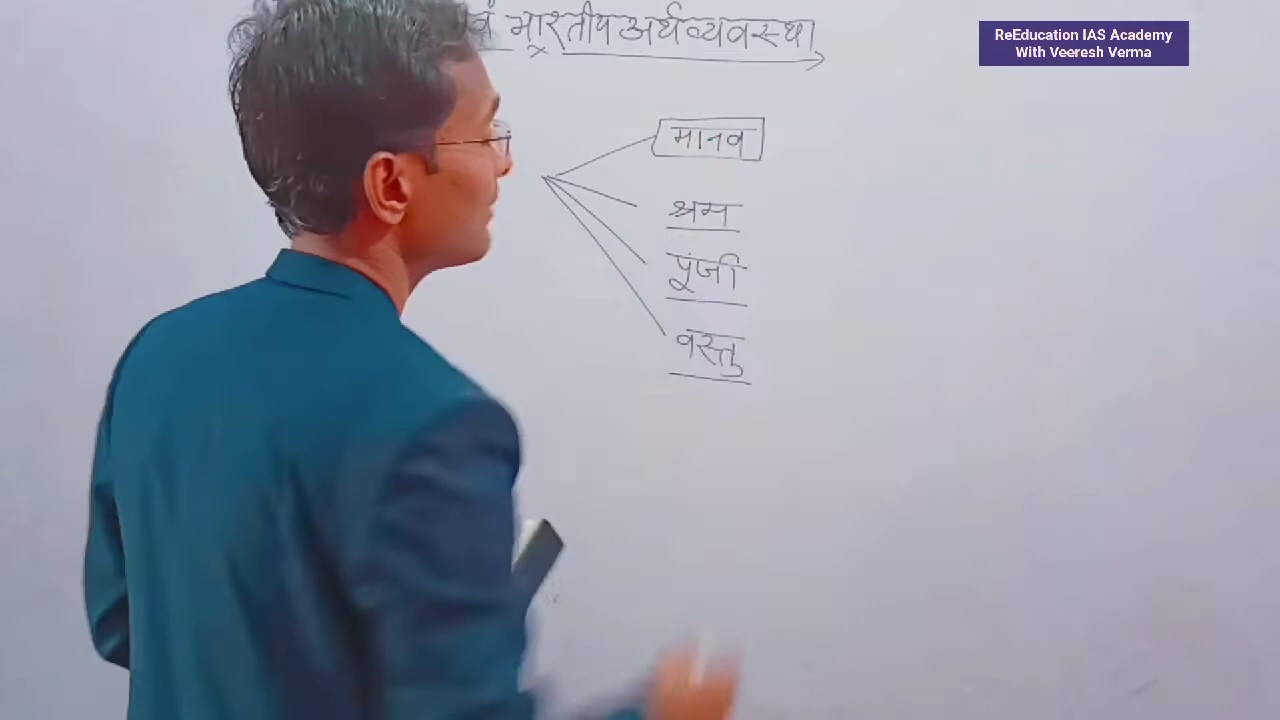 ReEducation IAS Academy
With Veeresh Verma
भारतीय अर्थव्यवस्था
मानव
श्रम
पूंजी
वस्तु